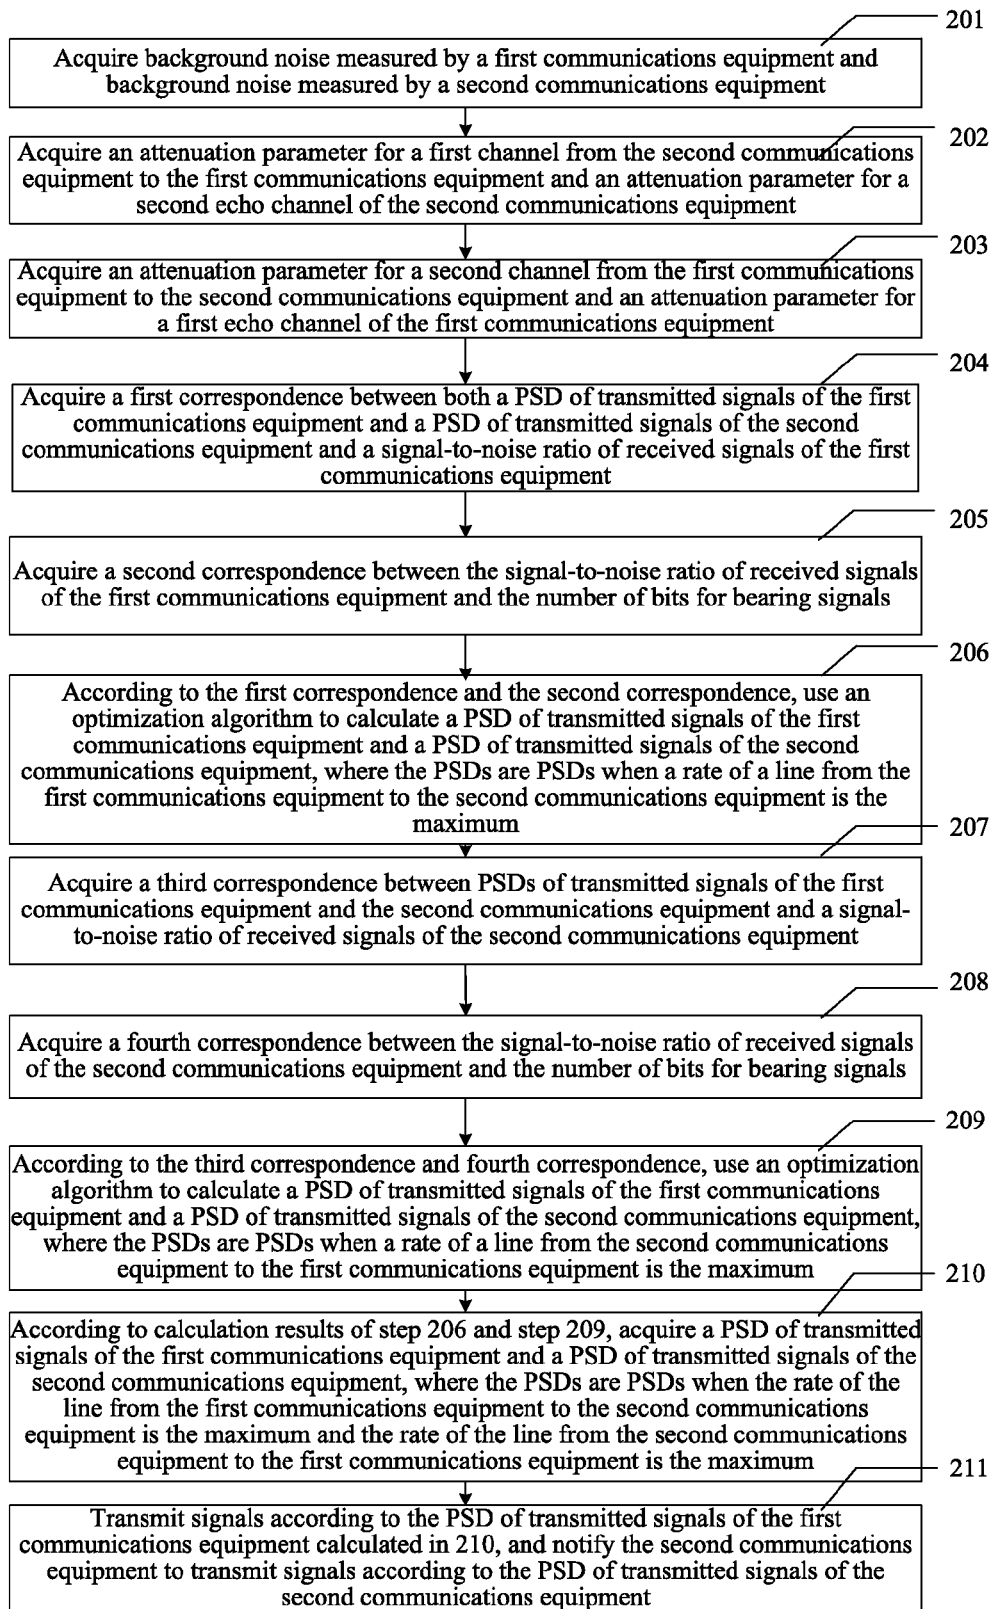 201
Acquire background noise measured by a first communications equipment and
background noise measured by a second communications equipment
202
Acquire an attenuation parameter for a first channel from the second communications
equipment to the first communications equipment and an attenuation parameter for a
second echo channel of the second communications equipment
203
Acquire an attenuation parameter for a second channel from the first communications
equipment to the second communications equipment and an attenuation parameter for
a first echo channel of the first communications equipment
204
Acquire a first correspondence between both a PSD of transmitted signals of the first
communications equipment and a PSD of transmitted signals of the second
communications equipment and a signal-to-noise ratio of received signals of the first
communications equipment
205
Acquire a second correspondence between the signal-to-noise ratio of received signals
of the first communications equipment and the number of bits for bearing signals
206
According to the first correspondence and the second correspondence, use an
optimization algorithm to calculate a PSD of transmitted signals of the first
communications equipment and a PSD of transmitted signals of the second
communications equipment, where the PSDs are PSDs when a rate of a line from the
first communications equipment to the second communications equipment is the
maximum
207
Acquire a third correspondence between PSDs of transmitted signals of the first
communications equipment and the second communications equipment and a signal-
to-noise ratio of received signals of the second communications equipment
208
Acquire a fourth correspondence between the signal-to-noise ratio of received signals
of the second communications equipment and the number of bits for bearing signals
209
According to the third correspondence and fourth correspondence, use an optimization
algorithm to calculate a PSD of transmitted signals of the first communications
equipment and a PSD of transmitted signals of the second communications equipment,
where the PSDs are PSDs when a rate of a line from the second communications
equipment to the first communications equipment is the maximum
210
According to calculation results of step 206 and step 209, acquire a PSD of transmitted
signals of the first communications equipment and a PSD of transmitted signals of the
second communications equipment, where the PSDs are PSDs when the rate of the
line from the first communications equipment to the second communications
equipment is the maximum and the rate of the line from the second communications
equipment to the first communications equipment is the maximum
211
Transmit signals according to the PSD of transmitted signals of the first
communications equipment calculated in 210, and notify the second communications
equipment to transmit signals according to the PSD of transmitted signals of the
second communications equipment